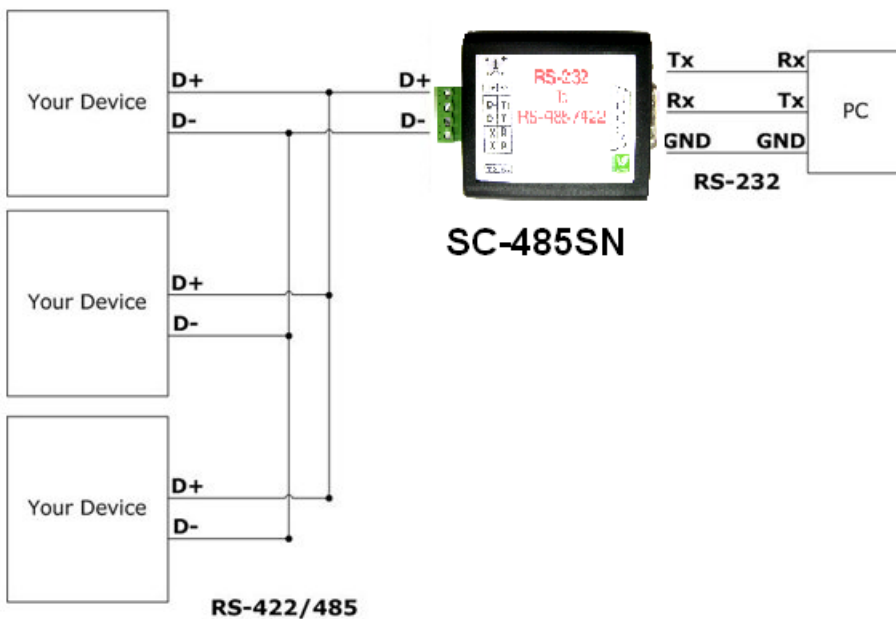 Your Device
D+
D-
D+
D-
RS-232
To
RS-485/422
Tx
Rx
Rx
Tx
PC
GND
GND
RS-232
SC-485SN
Your Device
D+
D-
Your Device
D+
D-
RS-422/485